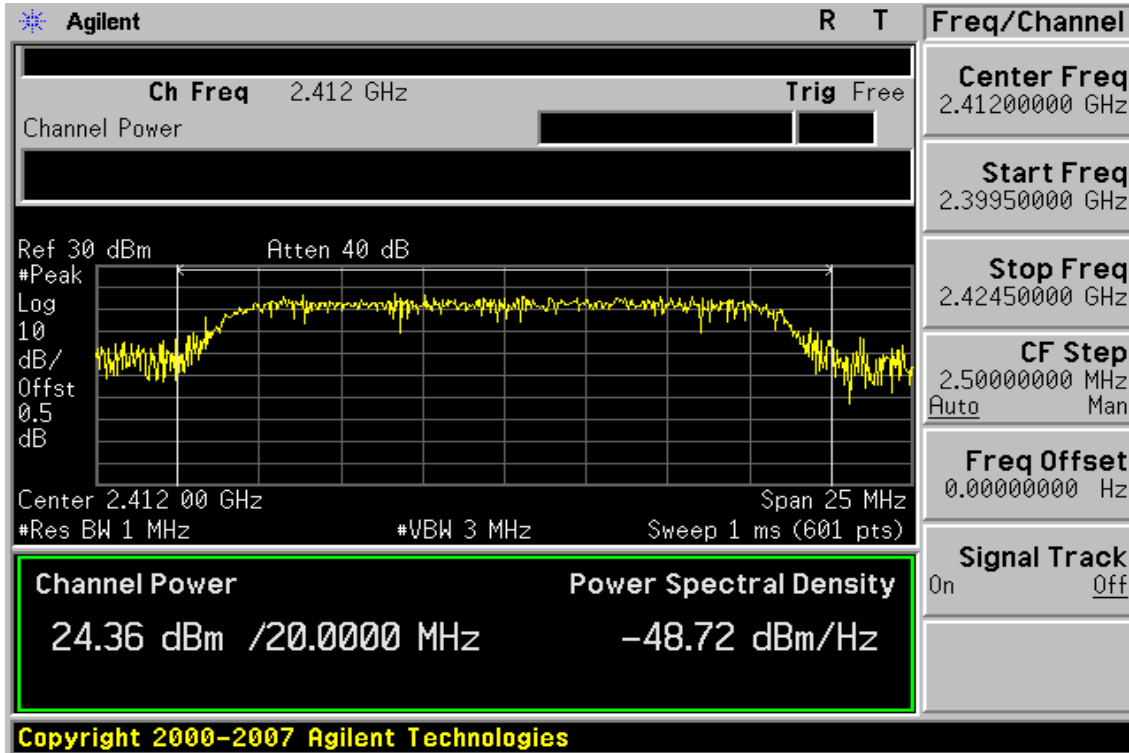 Agilent
R T
Freq/Channel
Ch Freq 2.412 GHz
Trig Free
Channel Power
Center Freq
2.41200000 GHz
Start Freq
2.39950000 GHz
Stop Freq
2.42450000 GHz
CF Step
2.50000000 MHz
Auto Man
Freq Offset
0.00000000 Hz
Signal Track
On Off
Ref 30 dBm
Atten 40 dB
#Peak
Log
10
dB/
Offst
0.5
dB
Center 2.412 00 GHz
Span 25 MHz
#Res BW 1 MHz
#VBW 3 MHz
Sweep 1 ms (601 pts)
Channel Power
Power Spectral Density
24.36 dBm /20.0000 MHz
-48.72 dBm/Hz
Copyright 2000-2007 Agilent Technologies